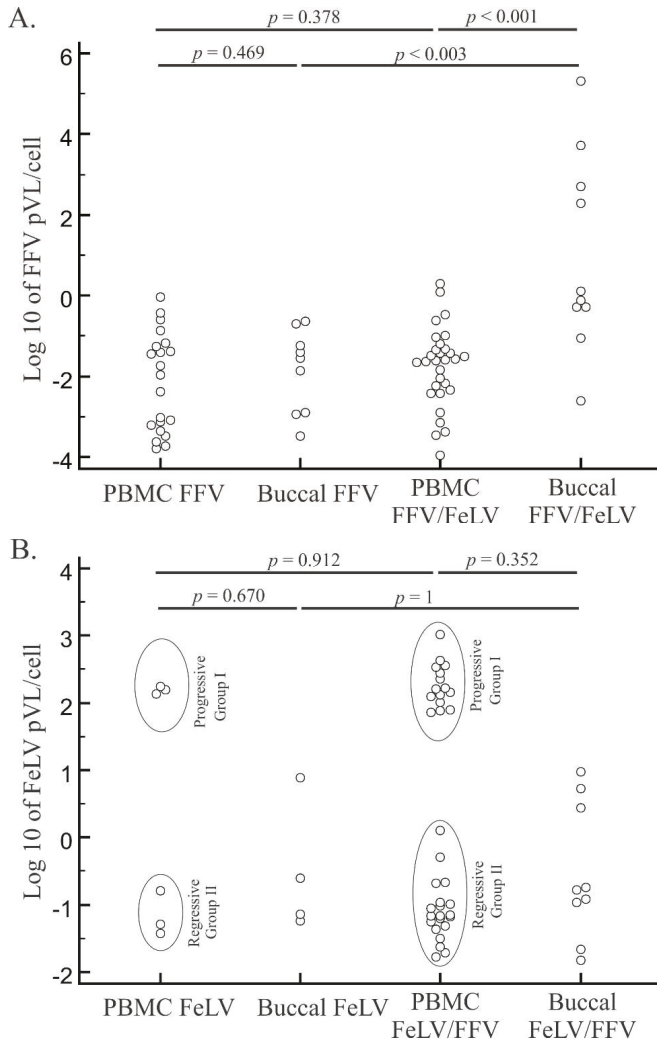 A.
p = 0.378
p < 0.001
p = 0.469
p < 0.003
Log 10 of FFV pVL/cell
6
4
2
0
-2
-4
PBMC FFV
Buccal FFV
PBMC
FFV/FeLV
Buccal
FFV/FeLV
B.
p = 0.912
p = 0.352
p = 0.670
p = 1
Log 10 of FeLV pVL/cell
4
3
2
1
0
-1
-2
Progressive
Group I
Progressive
Group I
Regressive
Group II
Regressive
Group II
PBMC FeLV
Buccal FeLV
PBMC
FeLV/FFV
Buccal
FeLV/FFV